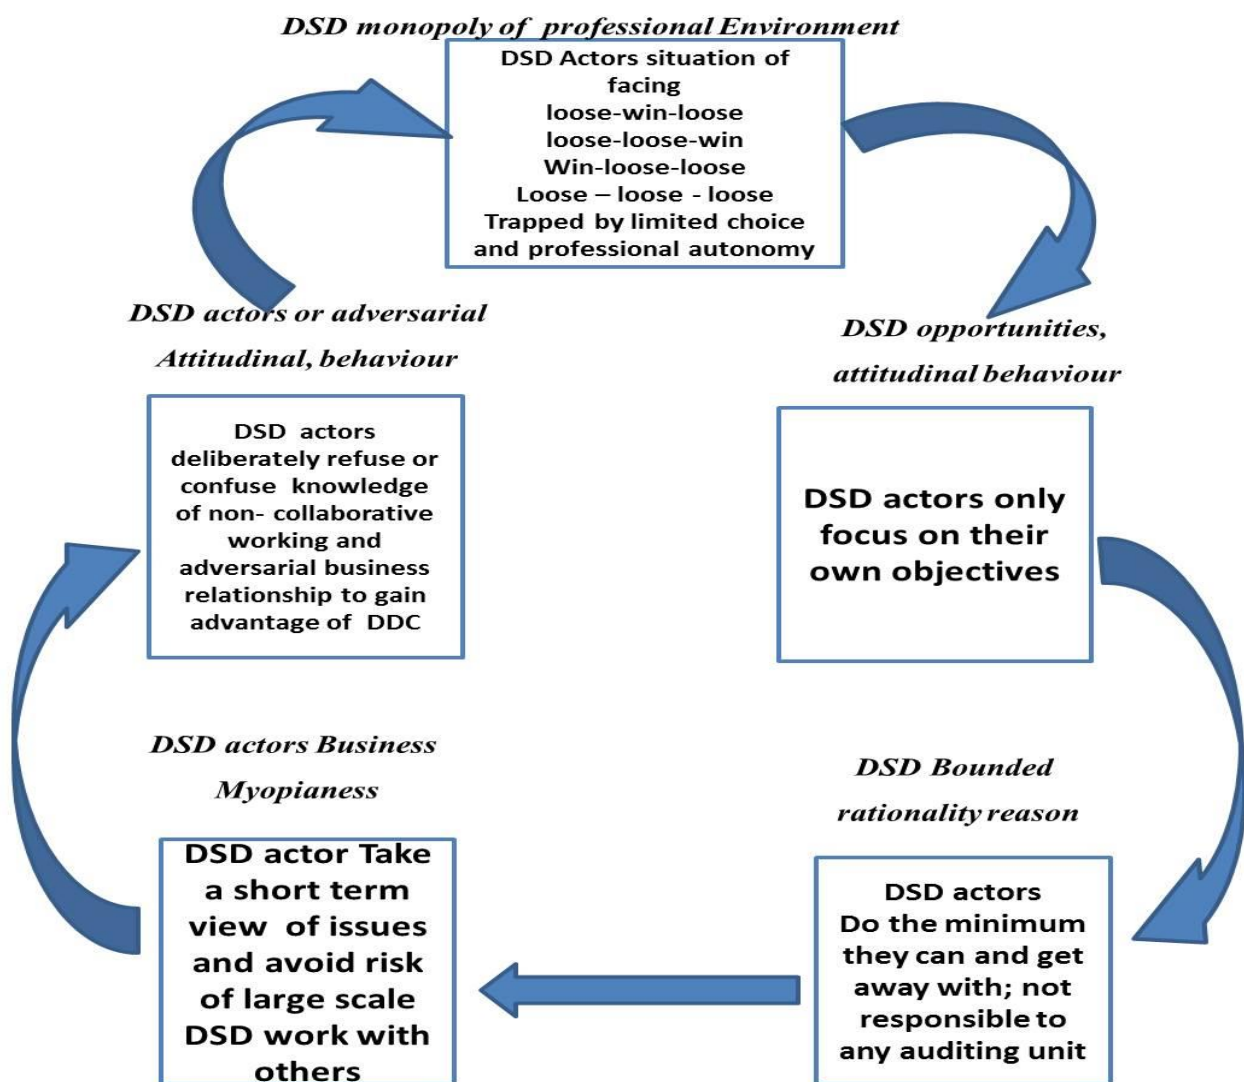 DSD monopoly of professional Environment
DSD Actors situation of
facing
loose-win-loose
loose-loose-win
Win-loose-loose
Loose – loose - loose
Trapped by limited choice
and professional autonomy
DSD opportunities,
attitudinal behaviour
DSD actors only
focus on their
own objectives
DSD Bounded
rationality reason
DSD actors
Do the minimum
they can and get
away with; not
responsible to
any auditing unit
DSD actors Business
Myopianess
DSD actor Take
a short term
view of issues
and avoid risk
of large scale
DSD work with
others
DSD actors or adversarial
Attitudinal, behaviour
DSD actors
deliberately refuse or
confuse knowledge
of non- collaborative
working and
adversarial business
relationship to gain
advantage of DDC